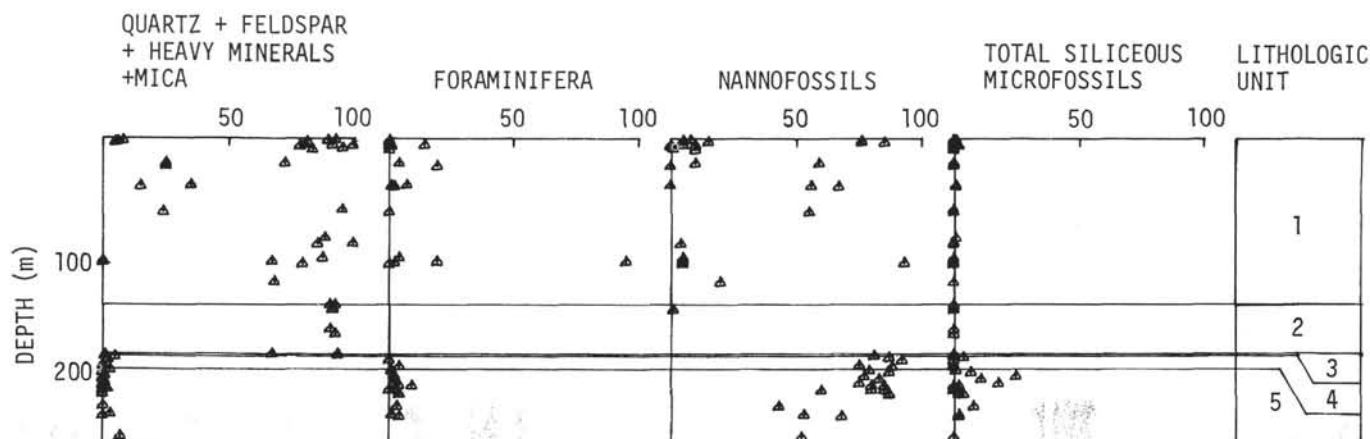 QUARTZ + FELDSPAR
+ HEAVY MINERALS
+MICA
FORAMINIFERA
NANNOFOSSILS
TOTAL SILICEOUS
MICROFOSSILS
LITHOLOGIC
UNIT
50 100 50 100 50 100 50 100
DEPTH (m)
100
200
1
2
3
4
5